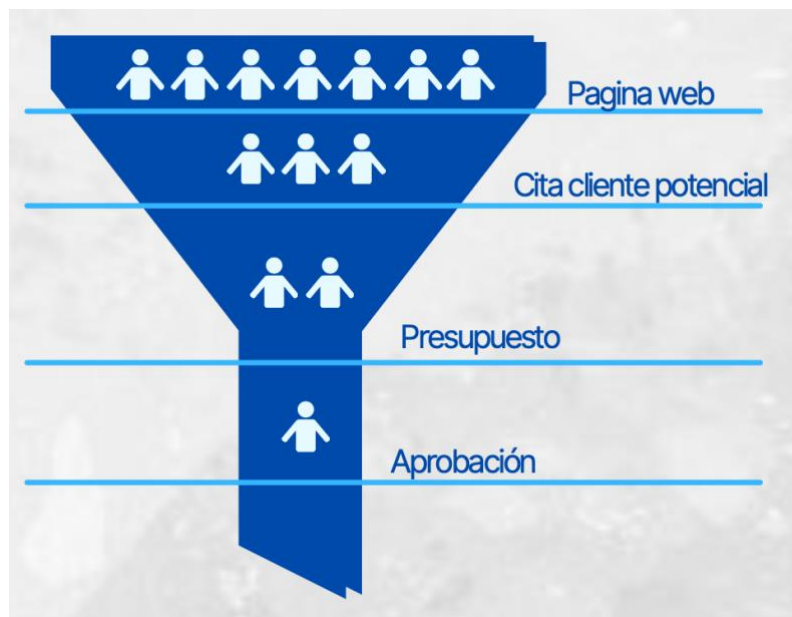 Pagina web
Cita cliente potencial
Presupuesto
Aprobación